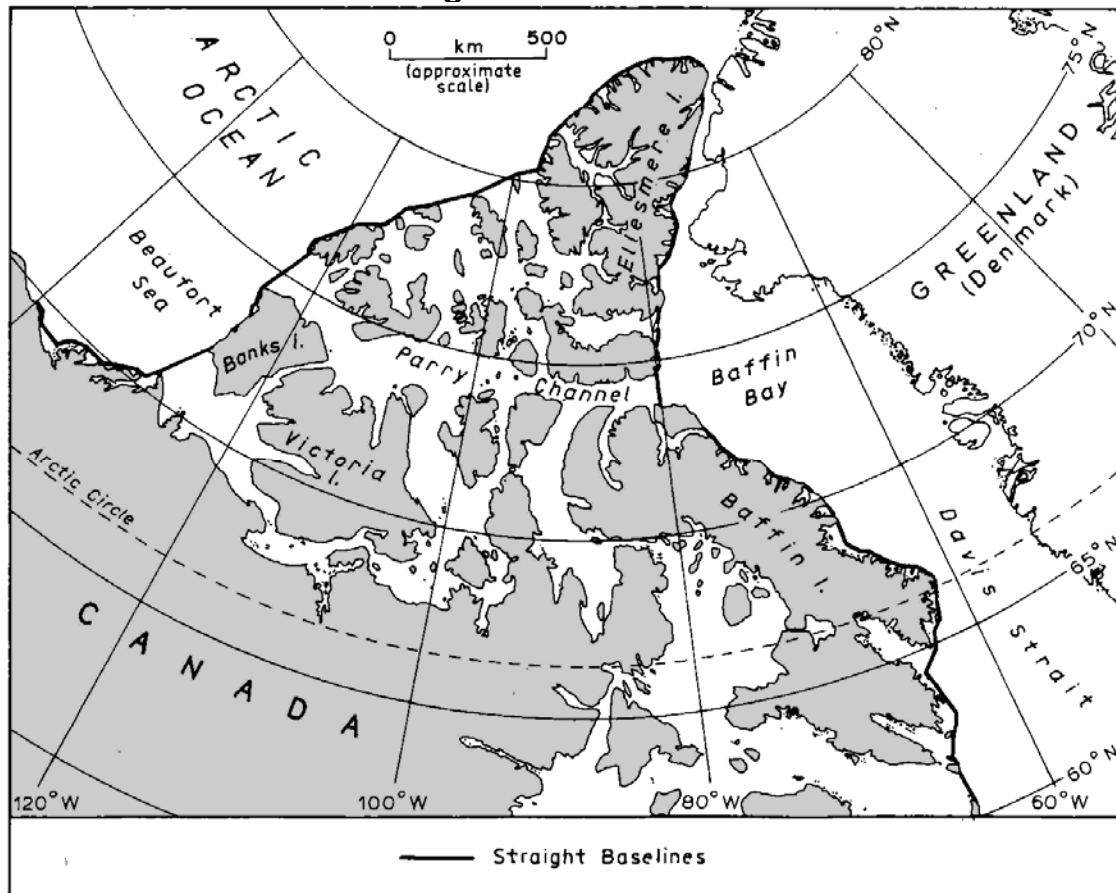 ARCTIC
OCEAN
0 km 500
(approximate
scale)
80°N
75°N
Ellesmere I.
GREENLAND
(Denmark)
Beaufort
Sea
70°N
Banks I.
Parry Channel
Baffin
Bay
Victoria
I.
Arctic Circle
Baffin I.
Davis Strait
65°N
CANADA
60°N
120°W
100°W
80°W
60°W
Straight Baselines